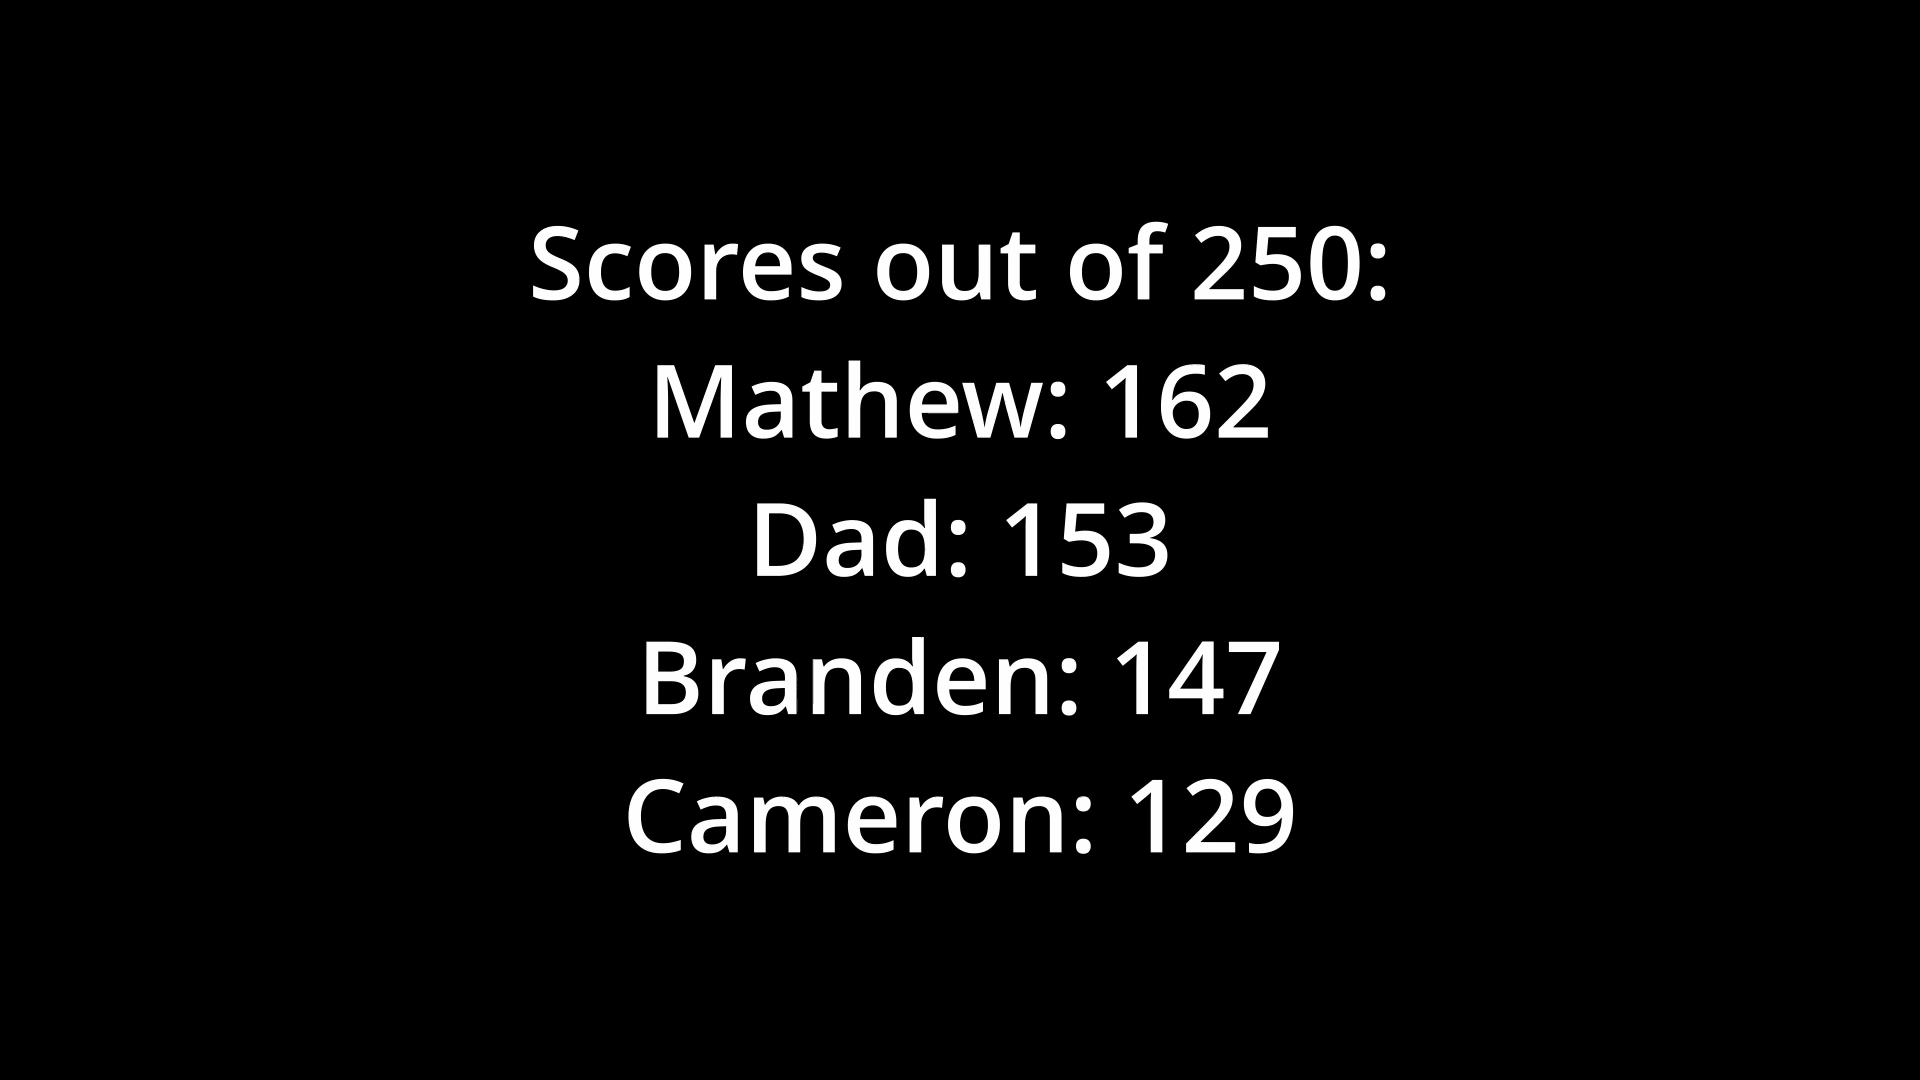 Scores out of 250:
Mathew: 162
Dad: 153
Branden: 147
Cameron: 129